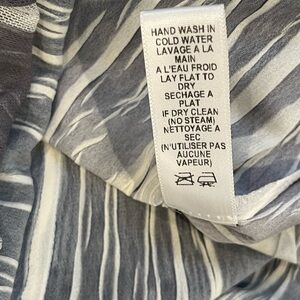 HAND WASH IN
COLD WATER
LAVAGE A LA
MAIN
A L'EAU FROID
LAY FLAT TO
DRY
SECHAGE A
PLAT
IF DRY CLEAN
(NO STEAM)
NETTOYAGE A
SEC
(N'UTILISER PAS
AUCUNE
VAPEUR)